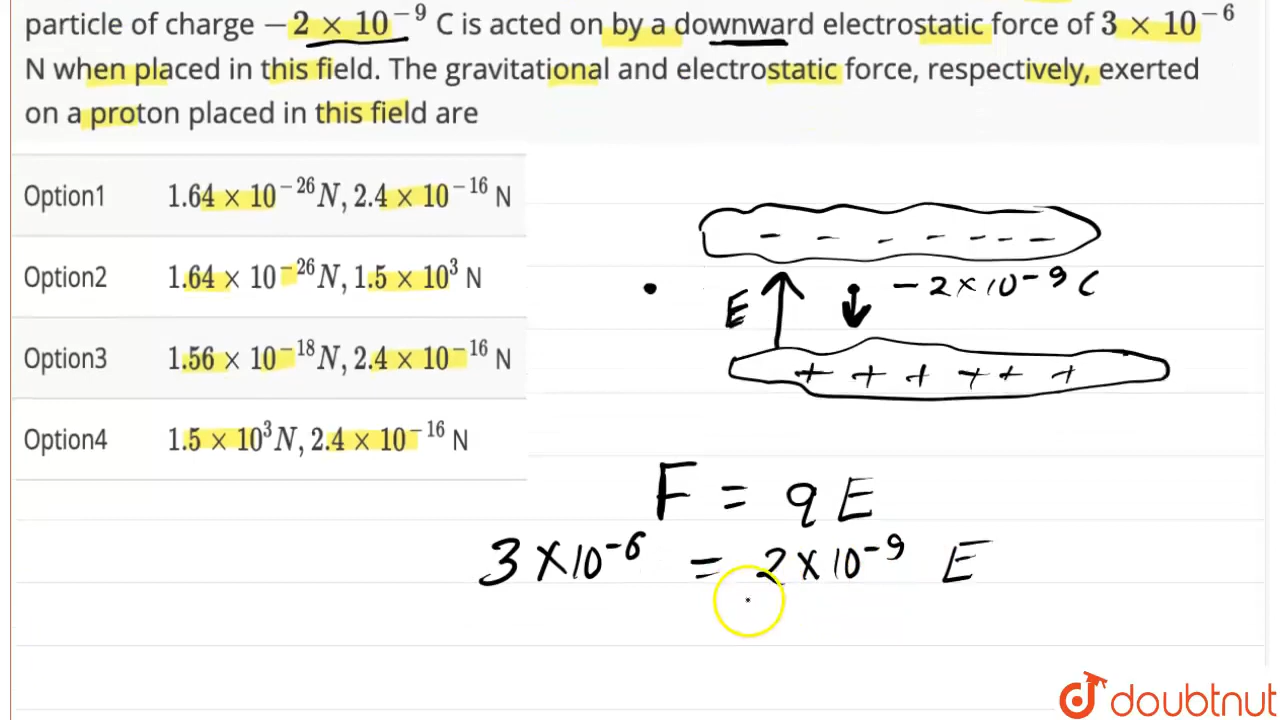 particle of charge −2 × 10⁻⁹ C is acted on by a downward electrostatic force of 3 × 10⁻⁶
N when placed in this field. The gravitational and electrostatic force, respectively, exerted
on a proton placed in this field are
Option1 1.64 × 10⁻²⁶N, 2.4 × 10⁻¹⁶ N
Option2 1.64 × 10⁻²⁶N, 1.5 × 10³ N
Option3 1.56 × 10⁻¹⁸N, 2.4 × 10⁻¹⁶ N
Option4 1.5 × 10³N, 2.4 × 10⁻¹⁶ N
− − − − − − −
E −2×10⁻⁹ C
+ + + + + +
F = qE
3×10⁻⁶ = 2×10⁻⁹ E
doubtnut